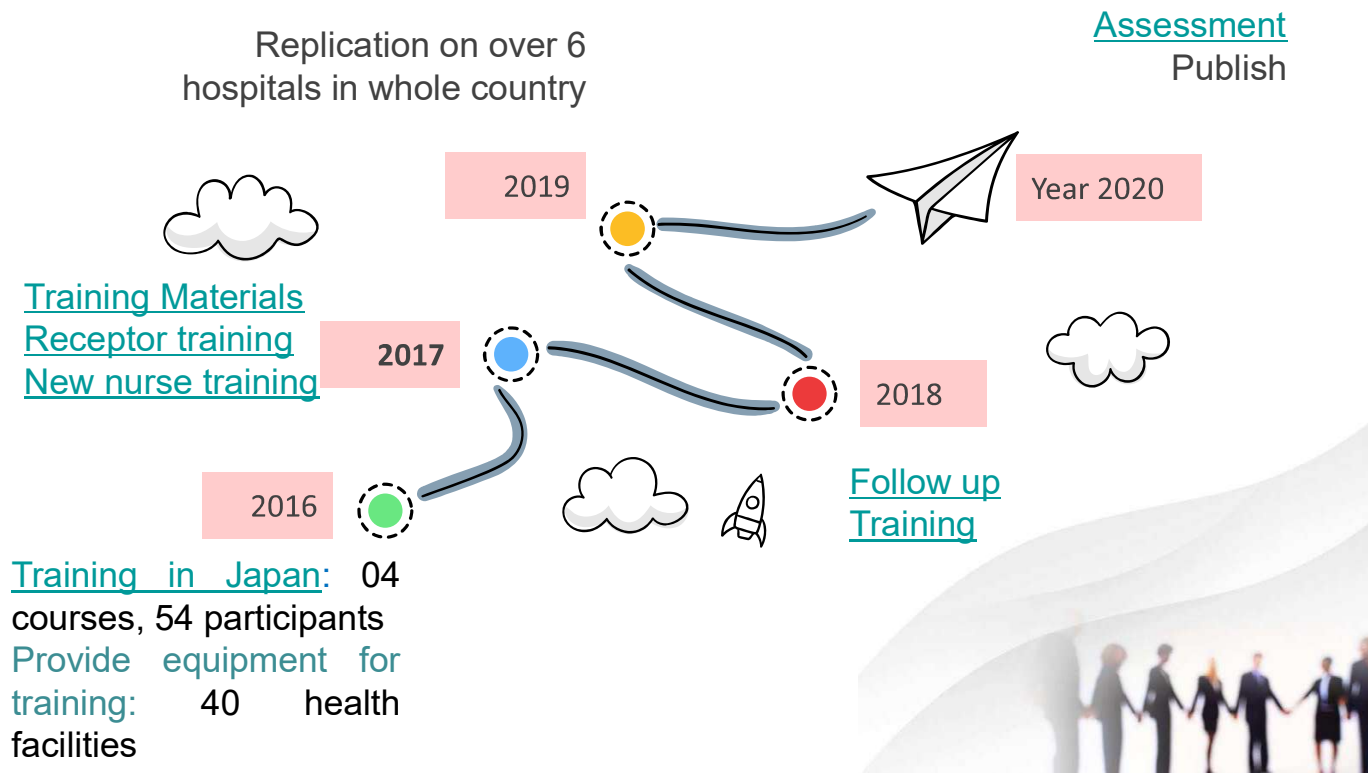 Replication on over 6
hospitals in whole country
Assessment
Publish
2019
Year 2020
Training Materials
Receptor training
New nurse training
2017
2018
2016
Follow up
Training
Training in Japan: 04
courses, 54 participants
Provide equipment for
training: 40 health
facilities